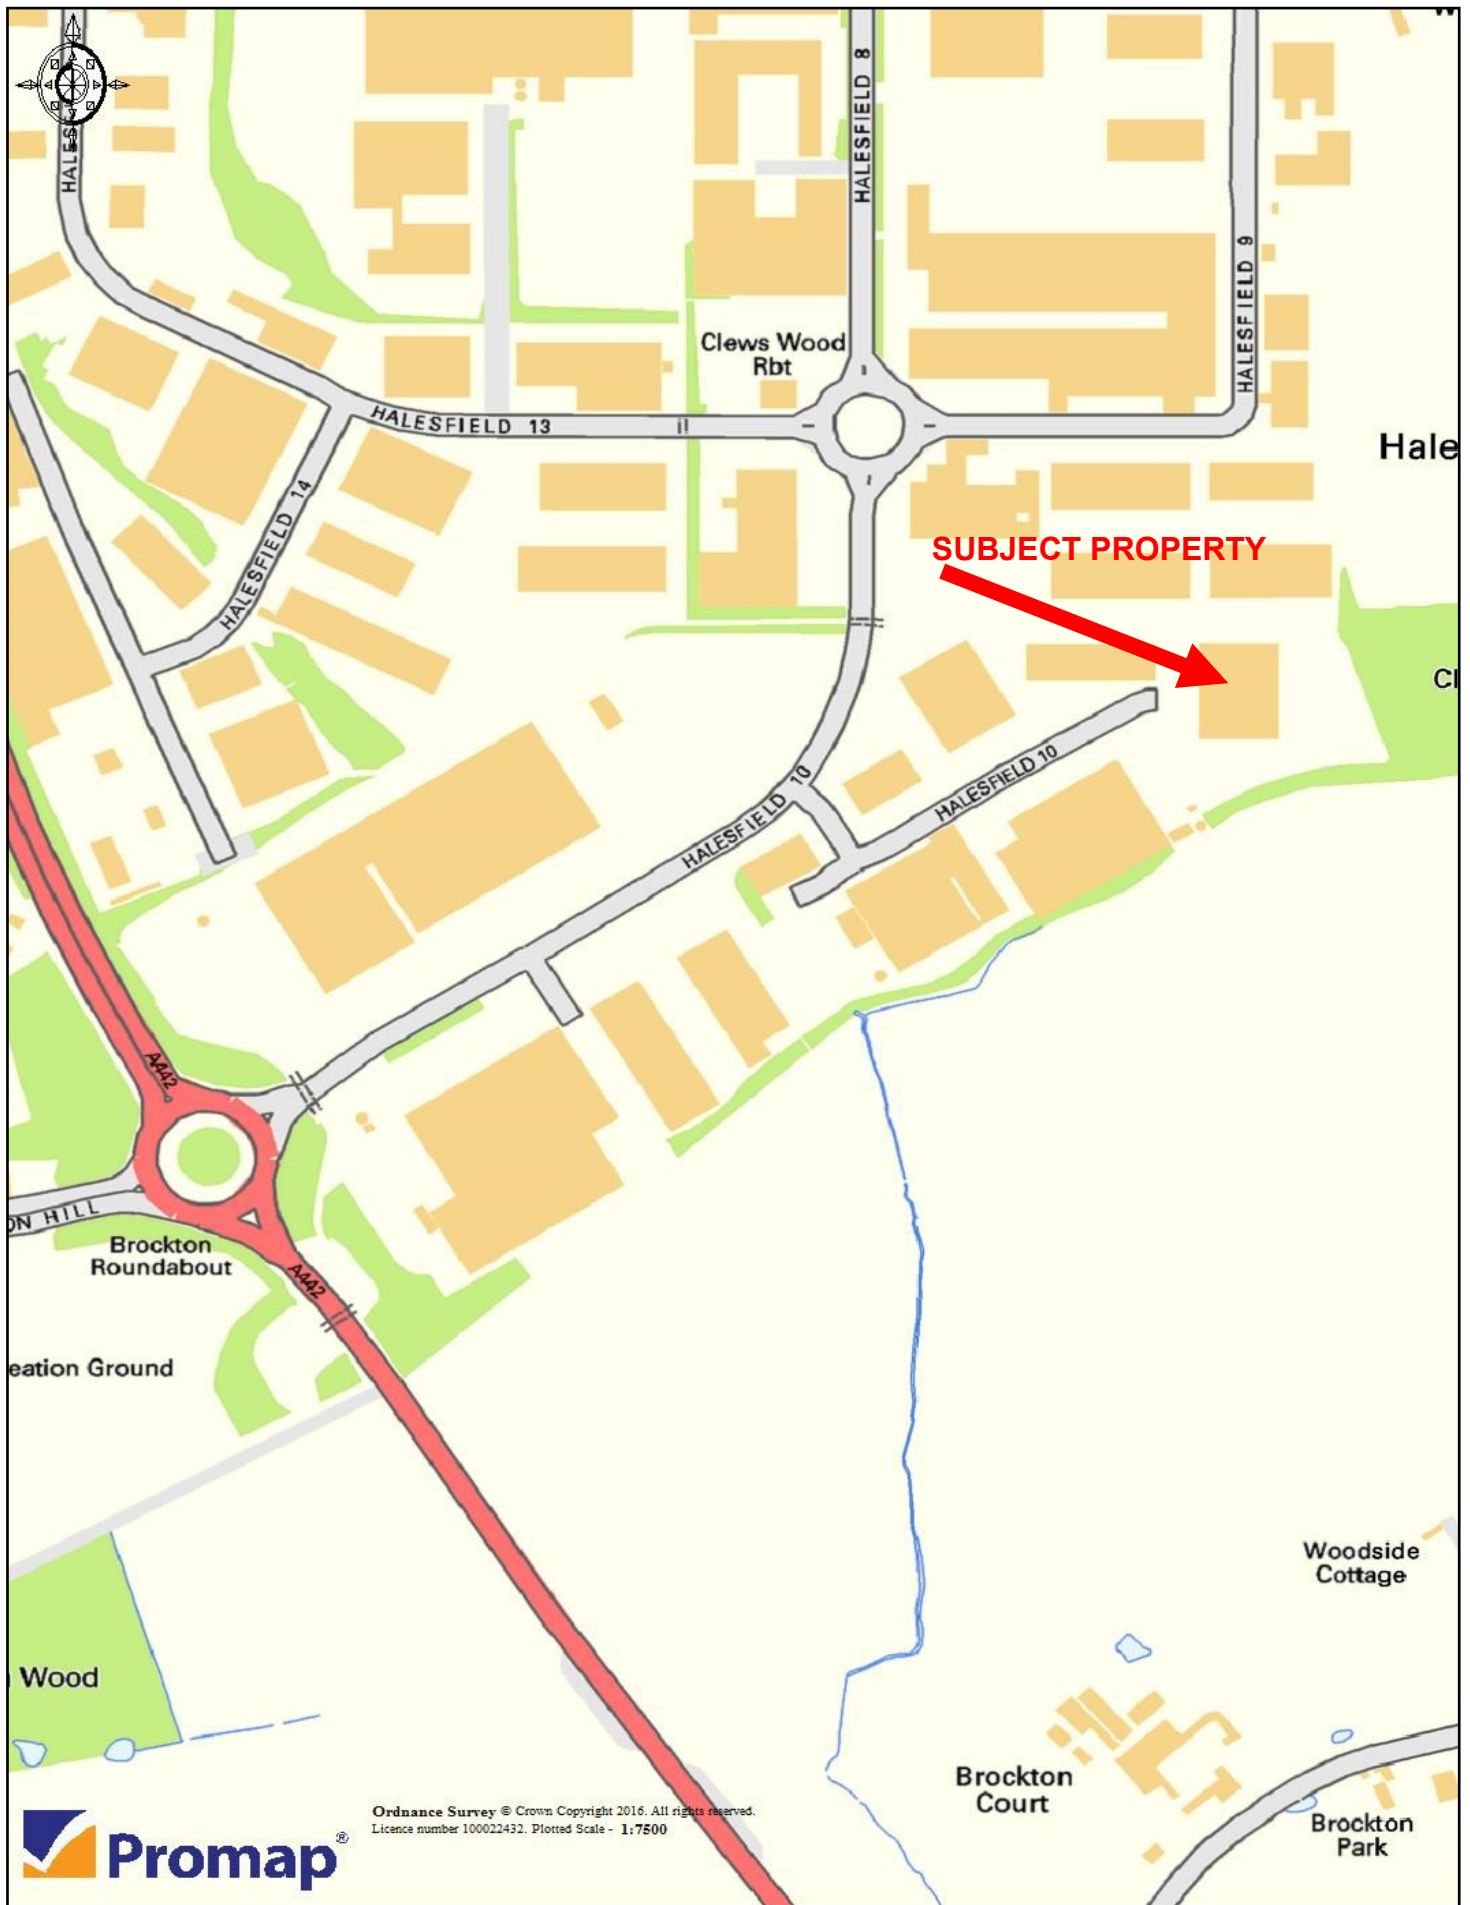 HALESFIELD 8
HALESFIELD 9
Clews Wood
Rbt
HALESFIELD 13
Hale
HALESFIELD 14
SUBJECT PROPERTY
HALESFIELD 10
HALESFIELD 10
A442
ON HILL
Brockton
Roundabout
A442
eation Ground
Woodside
Cottage
Wood
Brockton
Court
Brockton
Park
Ordnance Survey © Crown Copyright 2016. All rights reserved.
Licence number 100022432. Plotted Scale - 1:7500
Promap®